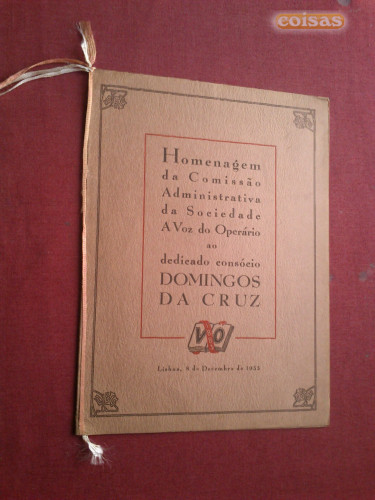 coisas
Homenagem
da Comissão
Administrativa
da Sociedade
A Voz do Operário
ao
dedicado consócio
DOMINGOS
DA CRUZ
VO
Lisboa, 8 de Dezembro de